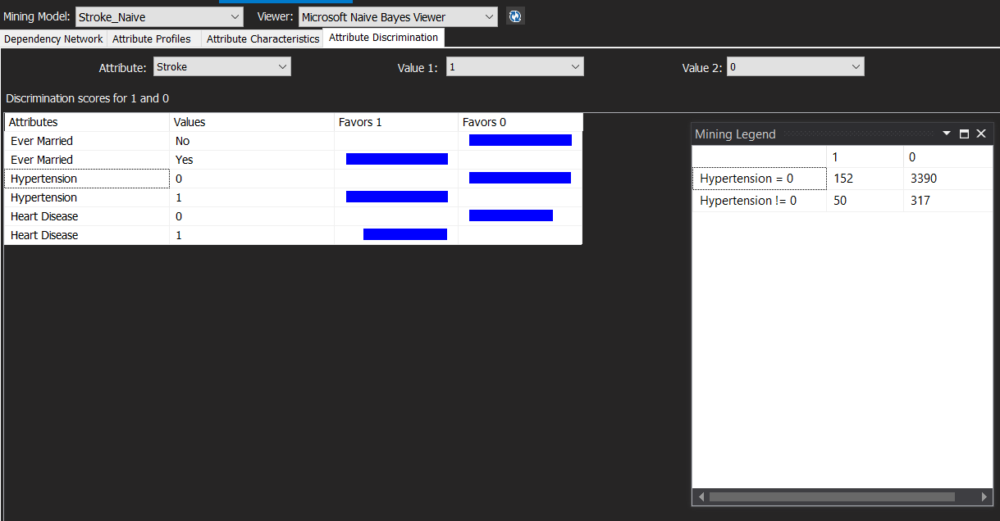 Mining Model: Stroke_Naive Viewer: Microsoft Naive Bayes Viewer
Dependency Network Attribute Profiles Attribute Characteristics Attribute Discrimination
Attribute: Stroke Value 1: 1 Value 2: 0
Discrimination scores for 1 and 0
Attributes Values Favors 1 Favors 0
Ever Married No
Ever Married Yes
Hypertension 0
Hypertension 1
Heart Disease 0
Heart Disease 1
Mining Legend
1 0
Hypertension = 0 152 3390
Hypertension != 0 50 317